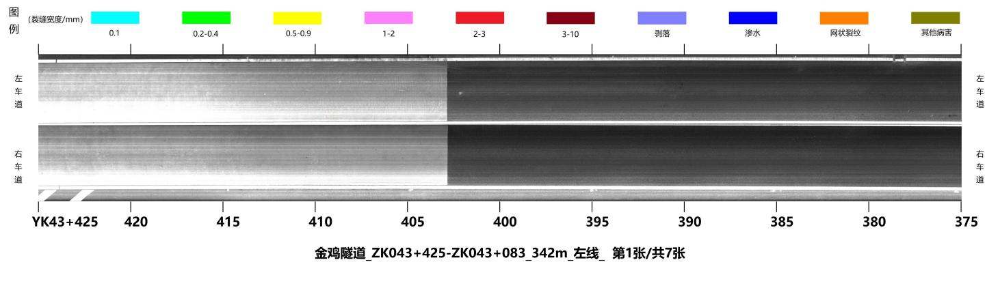 图例
(裂缝宽度/mm)
0.1 0.2-0.4 0.5-0.9 1-2 2-3 3-10 剥落 渗水 网状裂纹 其他病害
左车道 左车道
右车道 右车道
YK43+425 420 415 410 405 400 395 390 385 380 375
金鸡隧道_ZK043+425-ZK043+083_342m_左线_ 第1张/共7张